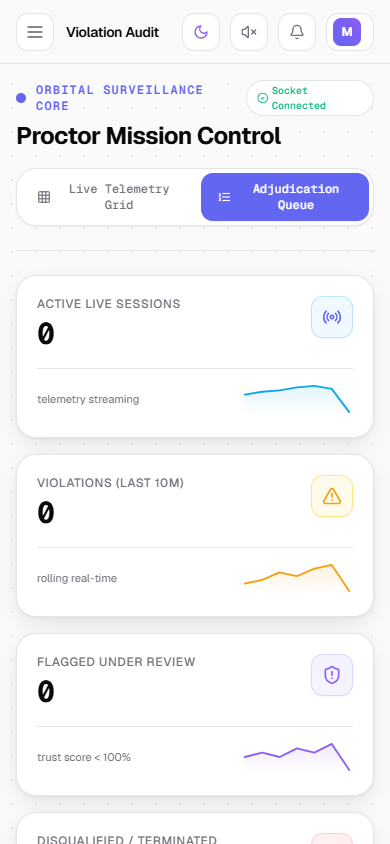 Violation Audit
M
ORBITAL SURVEILLANCE
CORE
Socket
Connected
Proctor Mission Control
Live Telemetry
Grid
Adjudication
Queue
ACTIVE LIVE SESSIONS
0
telemetry streaming
VIOLATIONS (LAST 10M)
0
rolling real-time
FLAGGED UNDER REVIEW
0
trust score < 100%
DISQUALIFIED / TERMINATED